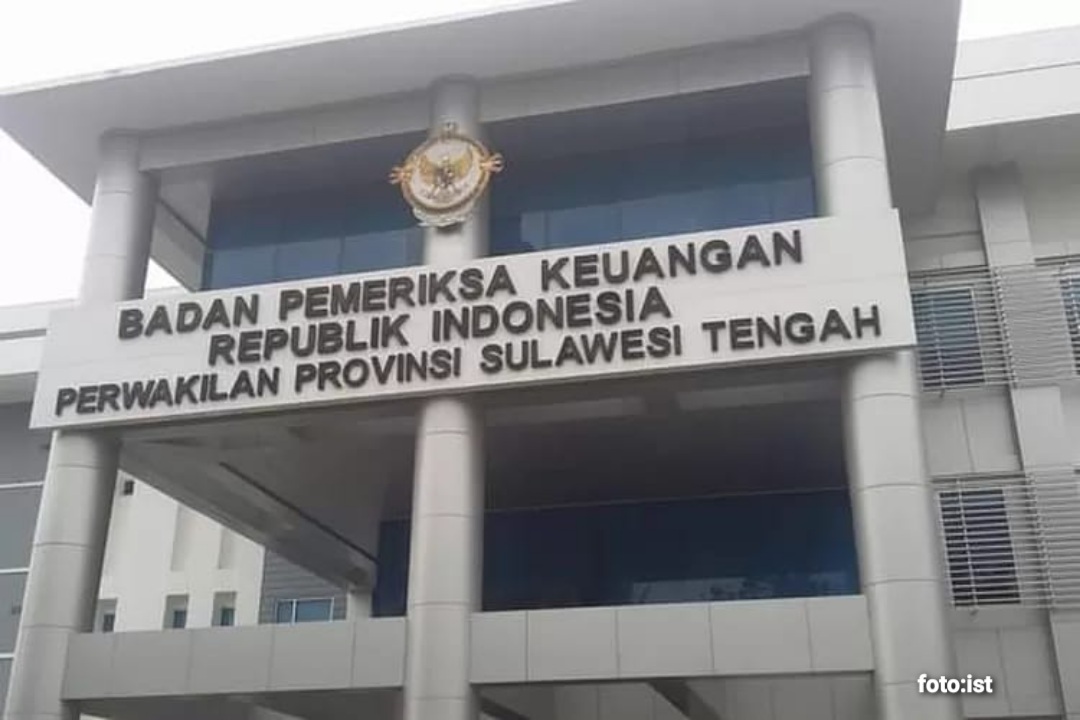 BADAN PEMERIKSA KEUANGAN
REPUBLIK INDONESIA
PERWAKILAN PROVINSI SULAWESI TENGAH
foto:ist